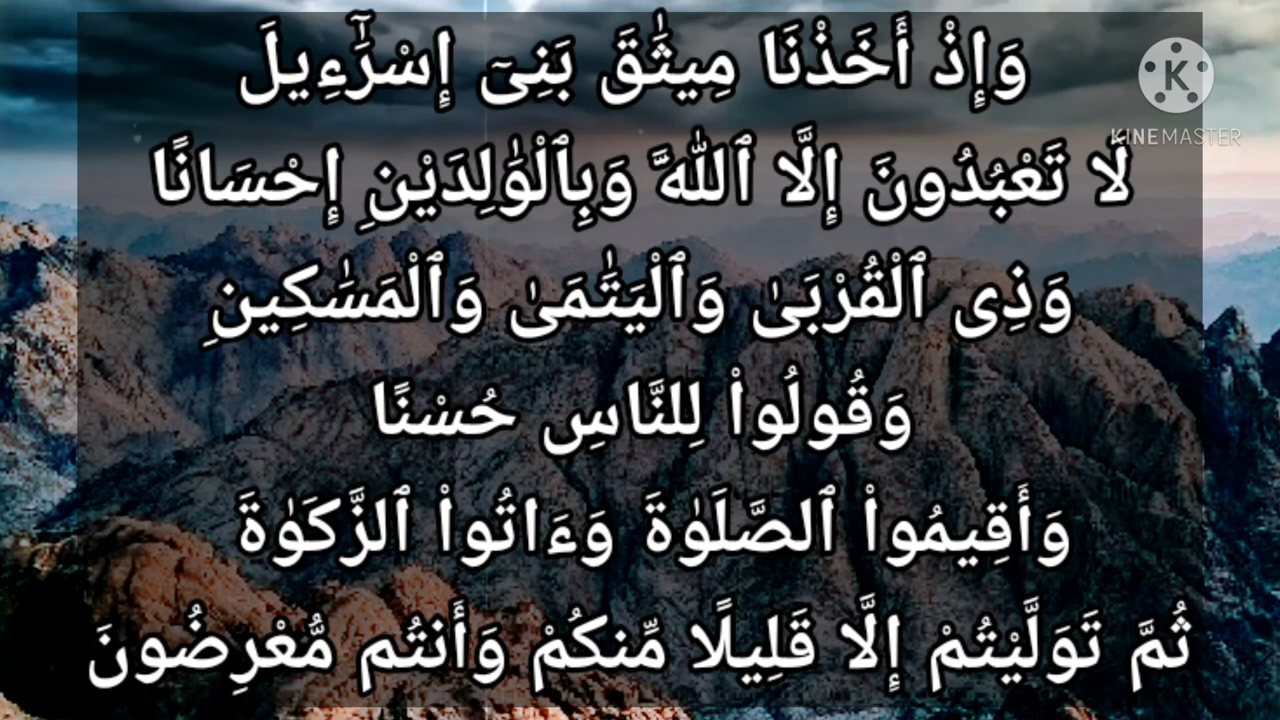 وَإِذْ أَخَذْنَا مِيثَٰقَ بَنِىٓ إِسْرَٰٓءِيلَ
KINEMASTER
لَا تَعْبُدُونَ إِلَّا ٱللَّهَ وَبِٱلْوَٰلِدَيْنِ إِحْسَانًا
وَذِى ٱلْقُرْبَىٰ وَٱلْيَتَٰمَىٰ وَٱلْمَسَٰكِينِ
وَقُولُوا۟ لِلنَّاسِ حُسْنًا
وَأَقِيمُوا۟ ٱلصَّلَوٰةَ وَءَاتُوا۟ ٱلزَّكَوٰةَ
ثُمَّ تَوَلَّيْتُمْ إِلَّا قَلِيلًا مِّنكُمْ وَأَنتُم مُّعْرِضُونَ